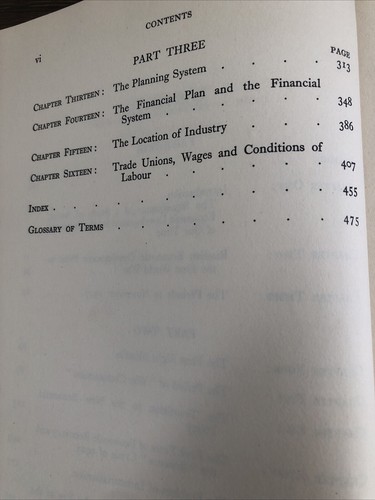 CONTENTS
vi
PART THREE
PAGE
CHAPTER THIRTEEN: The Planning System . . . . 313
CHAPTER FOURTEEN: The Financial Plan and the Financial
System . . . . . . . 348
CHAPTER FIFTEEN: The Location of Industry . . . 386
CHAPTER SIXTEEN: Trade Unions, Wages and Conditions of
Labour . . . . . . . 407
INDEX . . . . . . . . . . 455
GLOSSARY OF TERMS . . . . . . . . 475